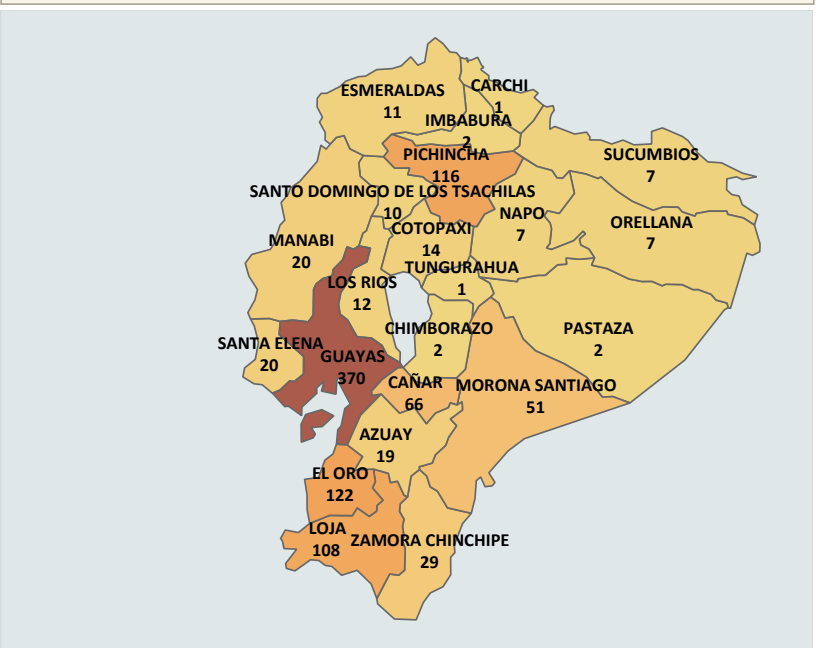 ESMERALDAS
11
CARCHI
1
IMBABURA
2
PICHINCHA
116
SUCUMBIOS
7
SANTO DOMINGO DE LOS TSACHILAS
10
NAPO
7
ORELLANA
7
COTOPAXI
14
MANABI
20
TUNGURAHUA
1
LOS RIOS
12
CHIMBORAZO
2
PASTAZA
2
SANTA ELENA
20
GUAYAS
370
CAÑAR
66
MORONA SANTIAGO
51
AZUAY
19
EL ORO
122
LOJA
108
ZAMORA CHINCHIPE
29